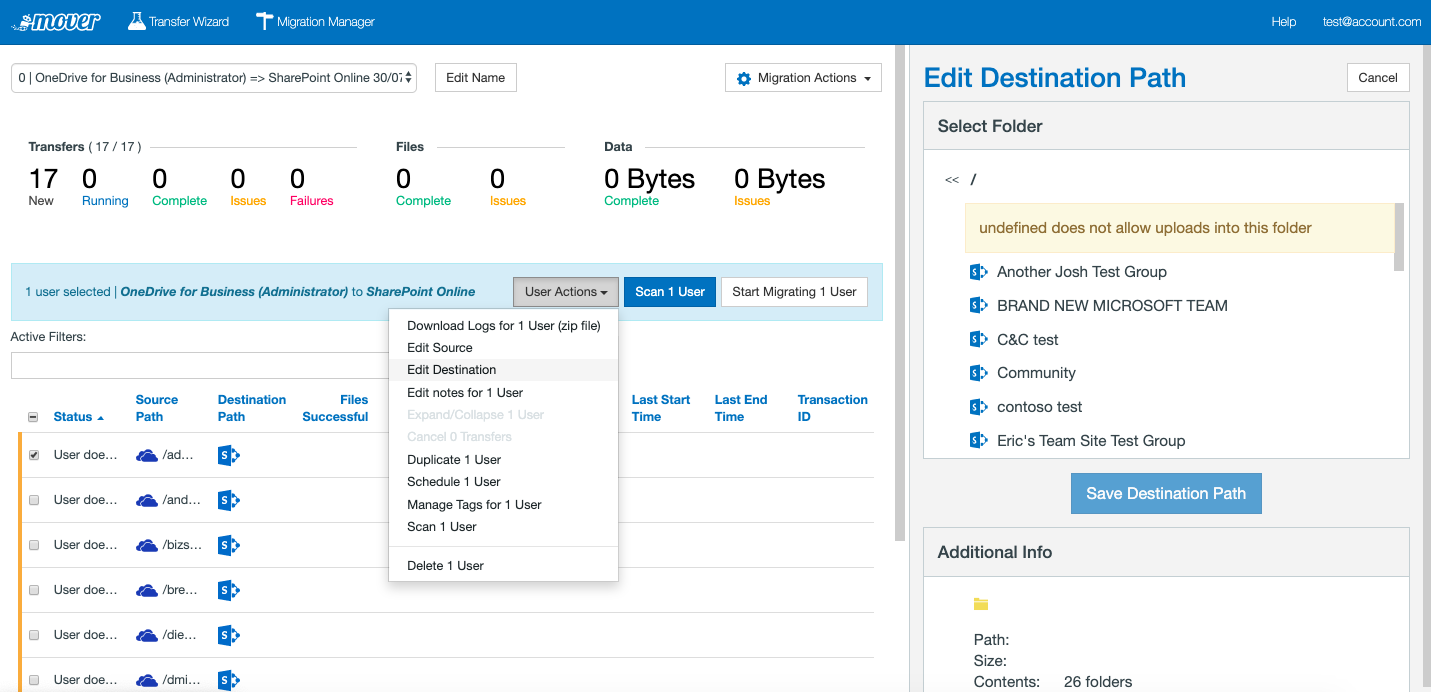 mover Transfer Wizard Migration Manager Help test@account.com
0 | OneDrive for Business (Administrator) => SharePoint Online 30/07 Edit Name Migration Actions
Transfers ( 17 / 17 ) Files Data
17 0 0 0 0 0 0 0 Bytes 0 Bytes
New Running Complete Issues Failures Complete Issues Complete Issues
1 user selected | OneDrive for Business (Administrator) to SharePoint Online User Actions Scan 1 User Start Migrating 1 User
Active Filters:
Download Logs for 1 User (zip file)
Edit Source
Edit Destination
Edit notes for 1 User
Expand/Collapse 1 User
Cancel 0 Transfers
Duplicate 1 User
Schedule 1 User
Manage Tags for 1 User
Scan 1 User
Delete 1 User
Source Destination Files Last Start Last End Transaction
Status Path Path Successful Time Time ID
User doe... /ad...
User doe... /and...
User doe... /bizs...
User doe... /bre...
User doe... /die...
User doe... /dmi...
Edit Destination Path Cancel
Select Folder
<< /
undefined does not allow uploads into this folder
Another Josh Test Group
BRAND NEW MICROSOFT TEAM
C&C test
Community
contoso test
Eric's Team Site Test Group
Save Destination Path
Additional Info
Path:
Size:
Contents: 26 folders